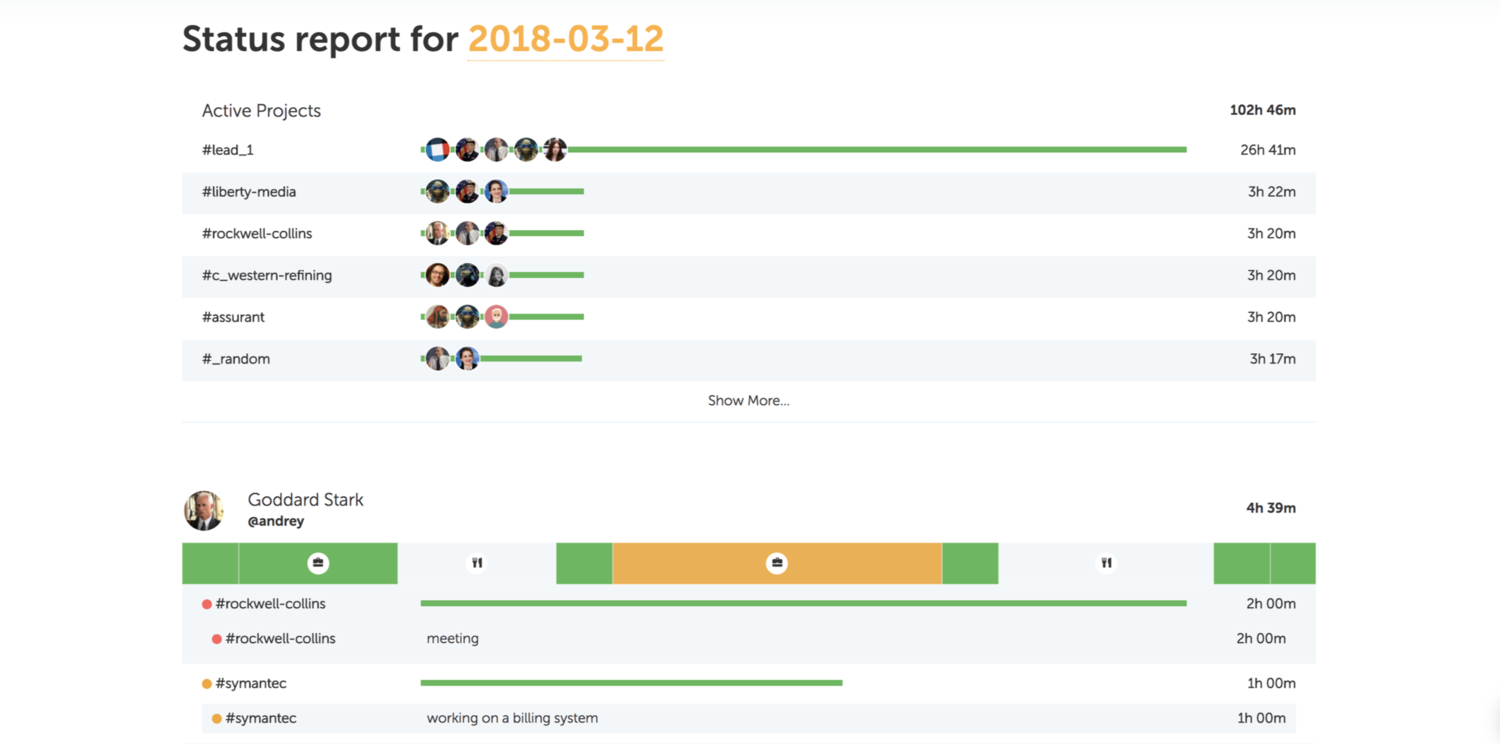 Status report for 2018-03-12
Active Projects 102h 46m
#lead_1 26h 41m
#liberty-media 3h 22m
#rockwell-collins 3h 20m
#c_western-refining 3h 20m
#assurant 3h 20m
#_random 3h 17m
Show More...
Goddard Stark
@andrey
4h 39m
#rockwell-collins 2h 00m
#rockwell-collins meeting 2h 00m
#symantec 1h 00m
#symantec working on a billing system 1h 00m